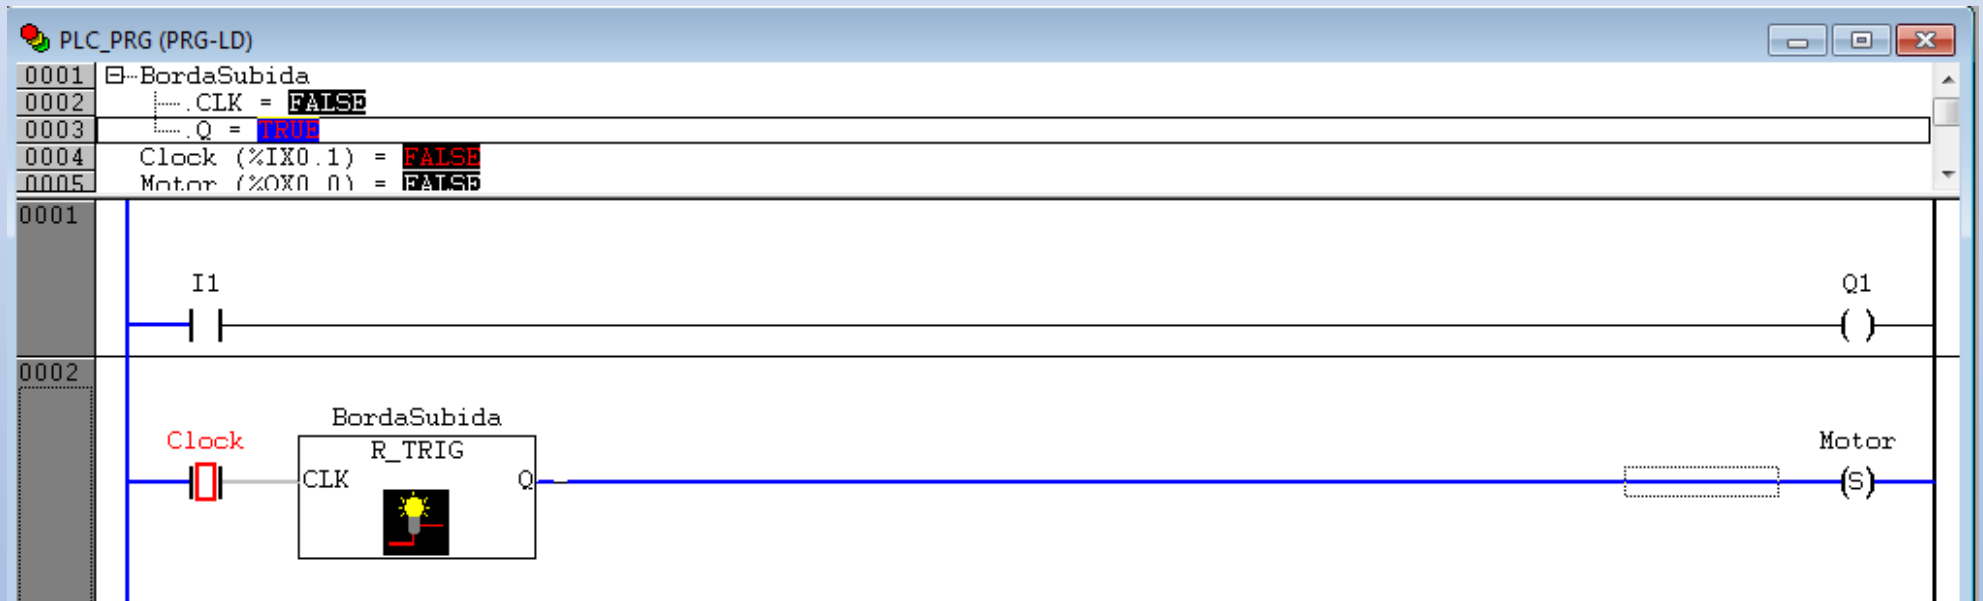 PLC_PRG (PRG-LD)
0001 BordaSubida
0002 .CLK = FALSE
0003 .Q = TRUE
0004 Clock (%IX0.1) = FALSE
0005 Motor (%QX0.0) = FALSE
0001
I1 Q1
( )
0002
BordaSubida
Clock R_TRIG Motor
CLK Q (S)